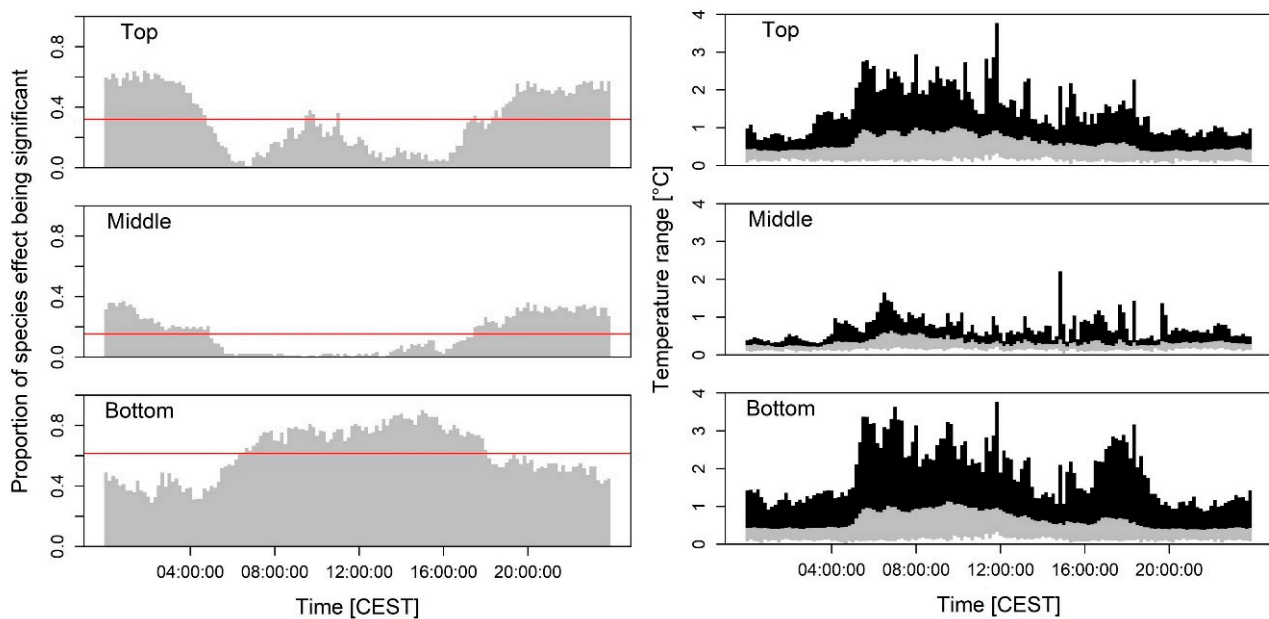 Proportion of species effect being significant
Top
0.8
0.4
0.0
Middle
0.8
0.4
0.0
Bottom
0.8
0.4
0.0
04:00:00 08:00:00 12:00:00 16:00:00 20:00:00
Time [CEST]
Temperature range [°C]
Top
4
3
2
1
0
Middle
4
3
2
1
0
Bottom
4
3
2
1
0
04:00:00 08:00:00 12:00:00 16:00:00 20:00:00
Time [CEST]